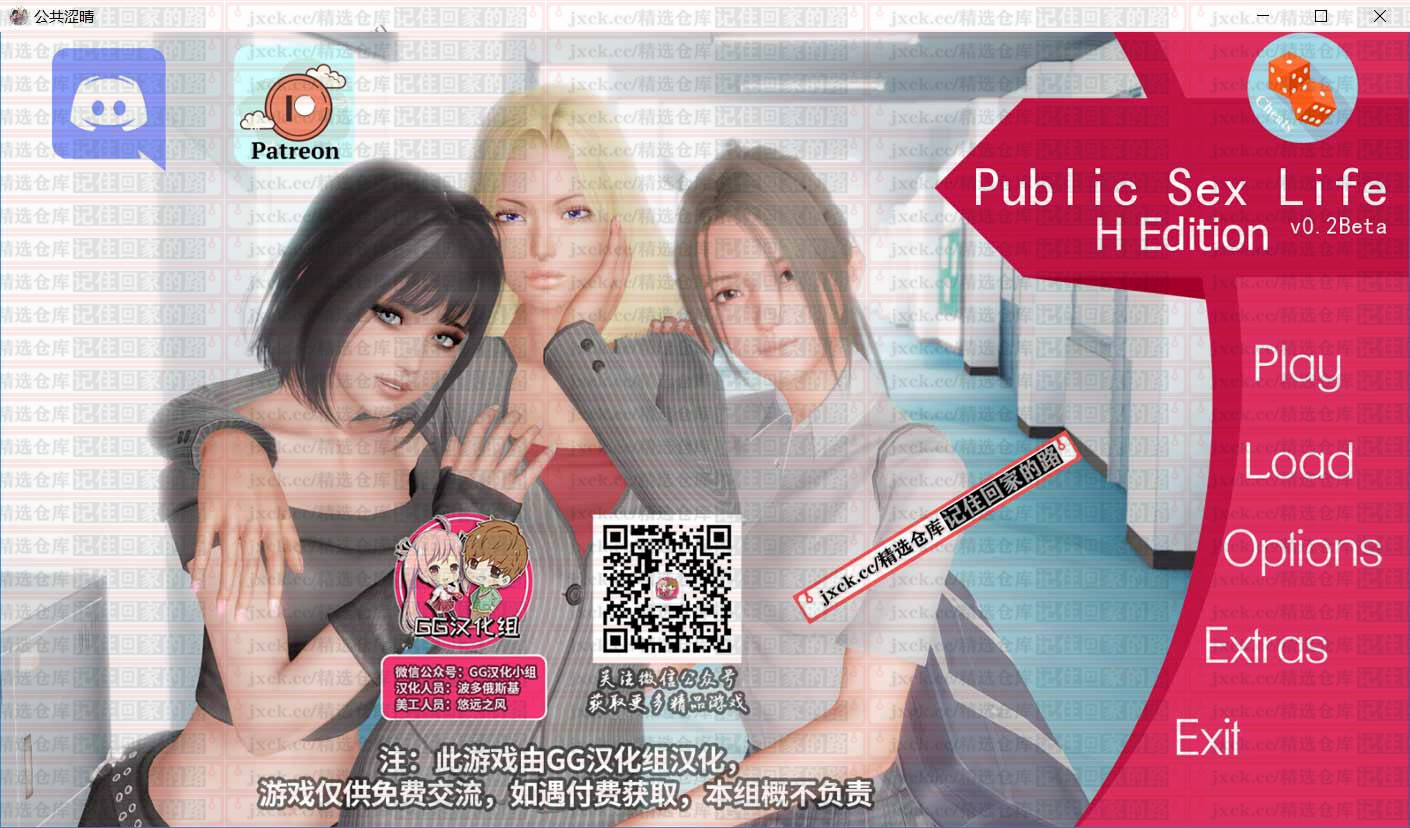 公共涩晴
Patreon
Cheats
Public Sex Life
H Edition v0.2Beta
Play
Load
Options
Extras
Exit
jxck.cc/精选仓库 记住回家的路
GG汉化组
微信公众号：GG汉化小组
汉化人员：波多俄斯基
美工人员：悠远之风
关注微信公众号
获取更多精品游戏
注：此游戏由GG汉化组汉化，
游戏仅供免费交流，如遇付费获取，本组概不负责